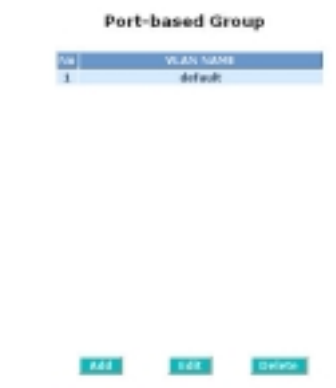 Port-based Group
No VLAN NAME
1 default
Add Edit Delete